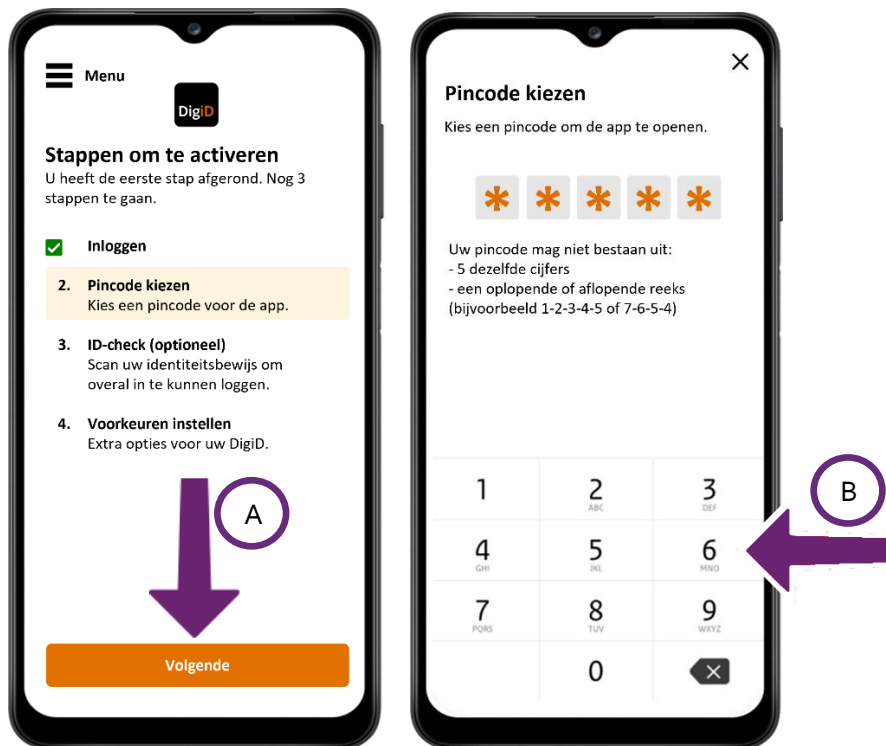 Menu
DigiD
Stappen om te activeren
U heeft de eerste stap afgerond. Nog 3
stappen te gaan.
Inloggen
2. Pincode kiezen
Kies een pincode voor de app.
3. ID-check (optioneel)
Scan uw identiteitsbewijs om
overal in te kunnen loggen.
4. Voorkeuren instellen
Extra opties voor uw DigiD.
A
Volgende
Pincode kiezen
Kies een pincode om de app te openen.
* * * * *
Uw pincode mag niet bestaan uit:
- 5 dezelfde cijfers
- een oplopende of aflopende reeks
(bijvoorbeeld 1-2-3-4-5 of 7-6-5-4)
1 2 3
ABC DEF
4 5 6
GHI JKL MNO
7 8 9
PQRS TUV WXYZ
0
B